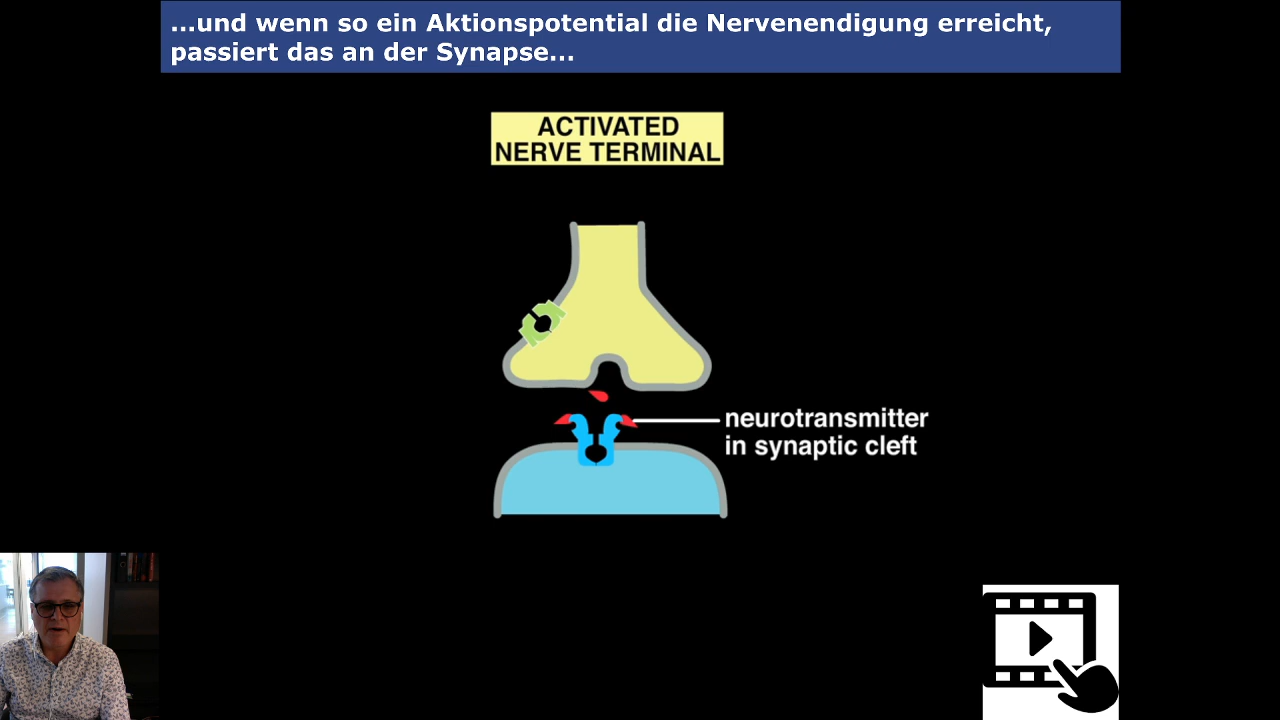 ...und wenn so ein Aktionspotential die Nervenendigung erreicht,
passiert das an der Synapse...
ACTIVATED
NERVE TERMINAL
neurotransmitter
in synaptic cleft